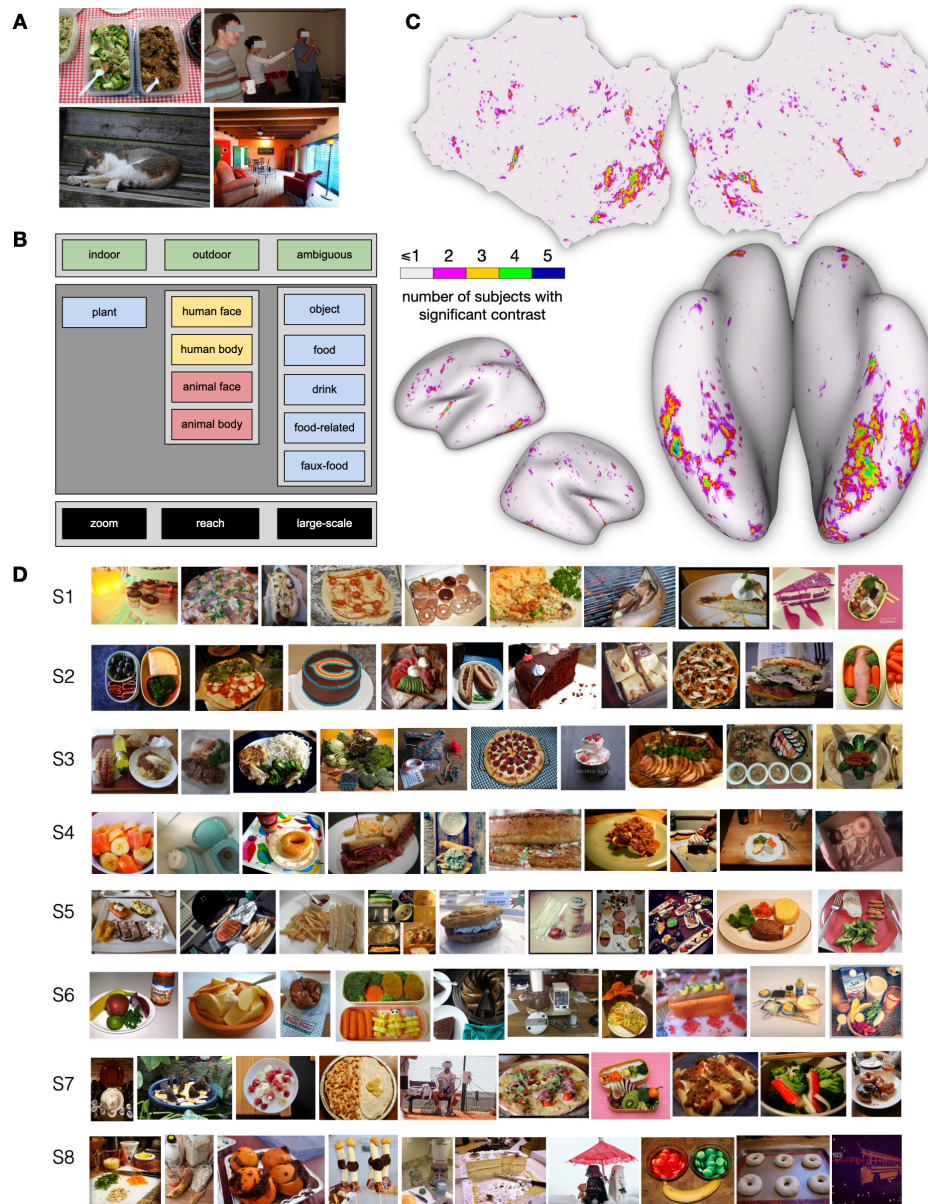 A
C
B
indoor outdoor ambiguous
plant
human face
human body
animal face
animal body
object
food
drink
food-related
faux-food
zoom reach large-scale
⩽1 2 3 4 5
number of subjects with
significant contrast
D
S1
S2
S3
S4
S5
S6
S7
S8